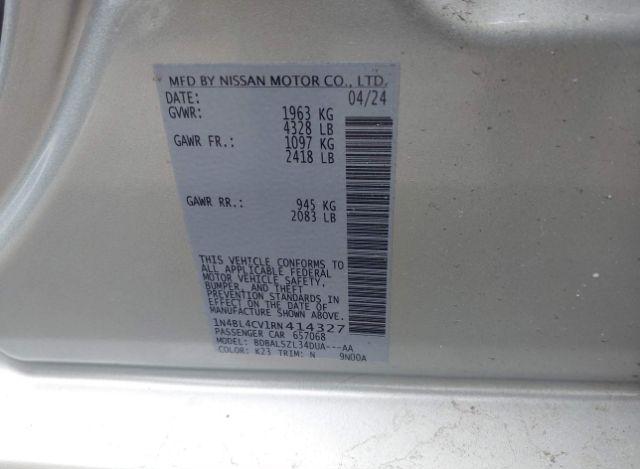 MFD BY NISSAN MOTOR CO., LTD.
DATE: 04/24
GVWR: 1963 KG
4328 LB
GAWR FR.: 1097 KG
2418 LB
GAWR RR.: 945 KG
2083 LB
THIS VEHICLE CONFORMS TO
ALL APPLICABLE FEDERAL
MOTOR VEHICLE SAFETY,
BUMPER, AND THEFT
PREVENTION STANDARDS IN
EFFECT ON THE DATE OF
MANUFACTURE SHOWN ABOVE.
1N4BL4CV1RN414327
PASSENGER CAR 657068
MODEL: BDBALSZL34DUA---AA
COLOR: K23 TRIM: N 9N00A